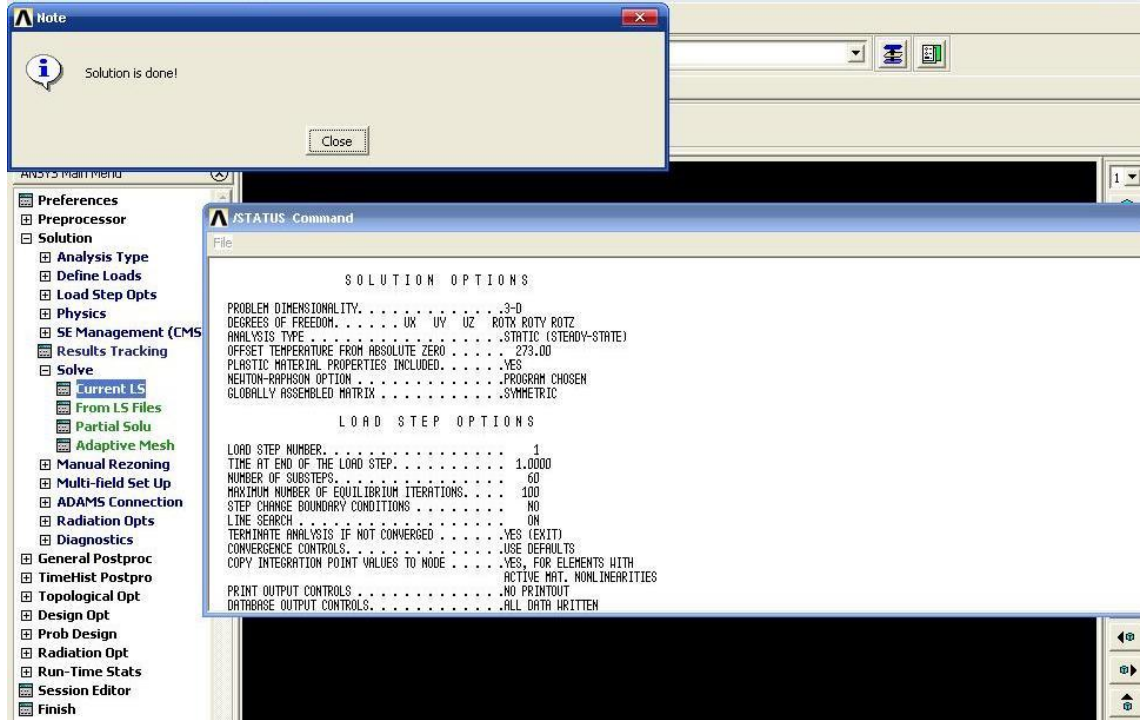 Note
Solution is done!
Close
ANSYS Main Menu
1
Preferences
Preprocessor
Solution
Analysis Type
Define Loads
Load Step Opts
Physics
SE Management (CMS
Results Tracking
Solve
Current LS
From LS Files
Partial Solu
Adaptive Mesh
Manual Rezoning
Multi-field Set Up
ADAMS Connection
Radiation Opts
Diagnostics
General Postproc
TimeHist Postpro
Topological Opt
Design Opt
Prob Design
Radiation Opt
Run-Time Stats
Session Editor
Finish
/STATUS Command
File
S O L U T I O N   O P T I O N S
PROBLEM DIMENSIONALITY. . . . . . . . . . . . .3-D
DEGREES OF FREEDOM. . . . . . UX   UY   UZ   ROTX ROTY ROTZ
ANALYSIS TYPE . . . . . . . . . . . . . . . . .STATIC (STEADY-STATE)
OFFSET TEMPERATURE FROM ABSOLUTE ZERO . . . . .  273.00
PLASTIC MATERIAL PROPERTIES INCLUDED. . . . . .YES
NEWTON-RAPHSON OPTION . . . . . . . . . . . . .PROGRAM CHOSEN
GLOBALLY ASSEMBLED MATRIX . . . . . . . . . . .SYMMETRIC
L O A D   S T E P   O P T I O N S
LOAD STEP NUMBER. . . . . . . . . . . . . . . .     1
TIME AT END OF THE LOAD STEP. . . . . . . . . .  1.0000
NUMBER OF SUBSTEPS. . . . . . . . . . . . . . .    60
MAXIMUM NUMBER OF EQUILIBRIUM ITERATIONS. . . .   100
STEP CHANGE BOUNDARY CONDITIONS . . . . . . . .    NO
LINE SEARCH . . . . . . . . . . . . . . . . . .    ON
TERMINATE ANALYSIS IF NOT CONVERGED . . . . . .YES (EXIT)
CONVERGENCE CONTROLS. . . . . . . . . . . . . .USE DEFAULTS
COPY INTEGRATION POINT VALUES TO NODE . . . . .YES, FOR ELEMENTS WITH
ACTIVE MAT. NONLINEARITIES
PRINT OUTPUT CONTROLS . . . . . . . . . . . . .NO PRINTOUT
DATABASE OUTPUT CONTROLS. . . . . . . . . . . .ALL DATA WRITTEN